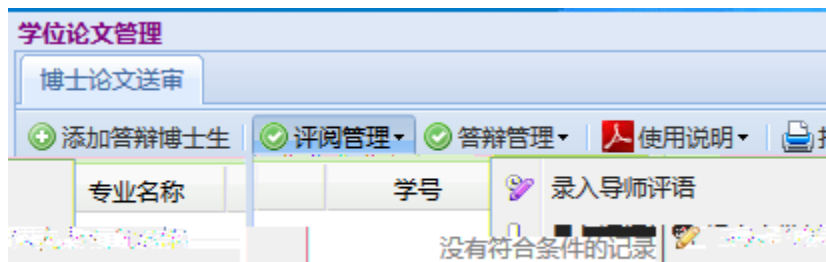 学位论文管理
博士论文送审
添加答辩博士生 评阅管理 答辩管理 使用说明
专业名称 学号 录入导师评语
没有符合条件的记录